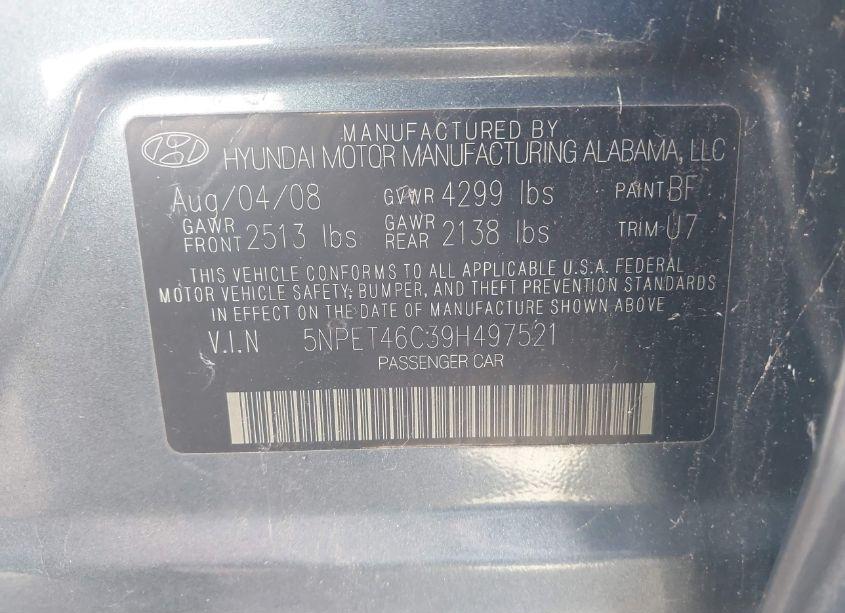 MANUFACTURED BY
HYUNDAI MOTOR MANUFACTURING ALABAMA, LLC
Aug/04/08 GVWR 4299 lbs PAINT BF
GAWR FRONT 2513 lbs GAWR REAR 2138 lbs TRIM U7
THIS VEHICLE CONFORMS TO ALL APPLICABLE U.S.A. FEDERAL
MOTOR VEHICLE SAFETY, BUMPER, AND THEFT PREVENTION STANDARDS
IN EFFECT ON THE DATE OF MANUFACTURE SHOWN ABOVE
V.I.N 5NPET46C39H497521
PASSENGER CAR